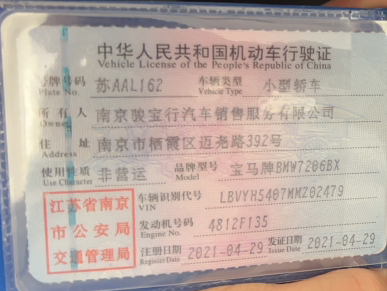 中华人民共和国机动车行驶证
Vehicle License of the People's Republic of China
号牌号码 苏AAL162 车辆类型 小型轿车
Plate No. Vehicle Type
所有人 南京骏宝行汽车销售服务有限公司
Owner
住址 南京市栖霞区迈尧路392号
Address
使用性质 非营运 品牌型号 宝马牌BMW7206BX
Use Character Model
江苏省南京 车辆识别代号 LBVYH5407MMZ02479
VIN
市公安局 发动机号码 4812F135
Engine No.
交通管理局 注册日期 2021-04-29 发证日期 2021-04-29
Register Date Issue Date